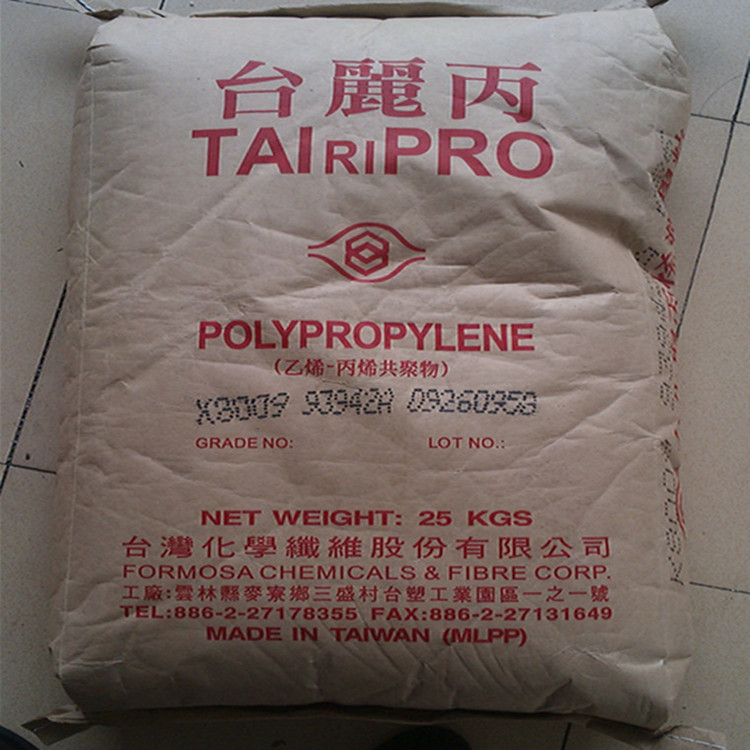 台麗丙
TAIRIPRO
POLYPROPYLENE
(乙烯-丙烯共聚物)
93942A
GRADE NO: LOT NO.:
NET WEIGHT: 25 KGS
台灣化學纖維股份有限公司
FORMOSA CHEMICALS & FIBRE CORP.
工廠:雲林縣麥寮鄉三盛村台塑工業園區一之一號
TEL:886-2-27178355 FAX:886-2-27131649
MADE IN TAIWAN (MLPP)